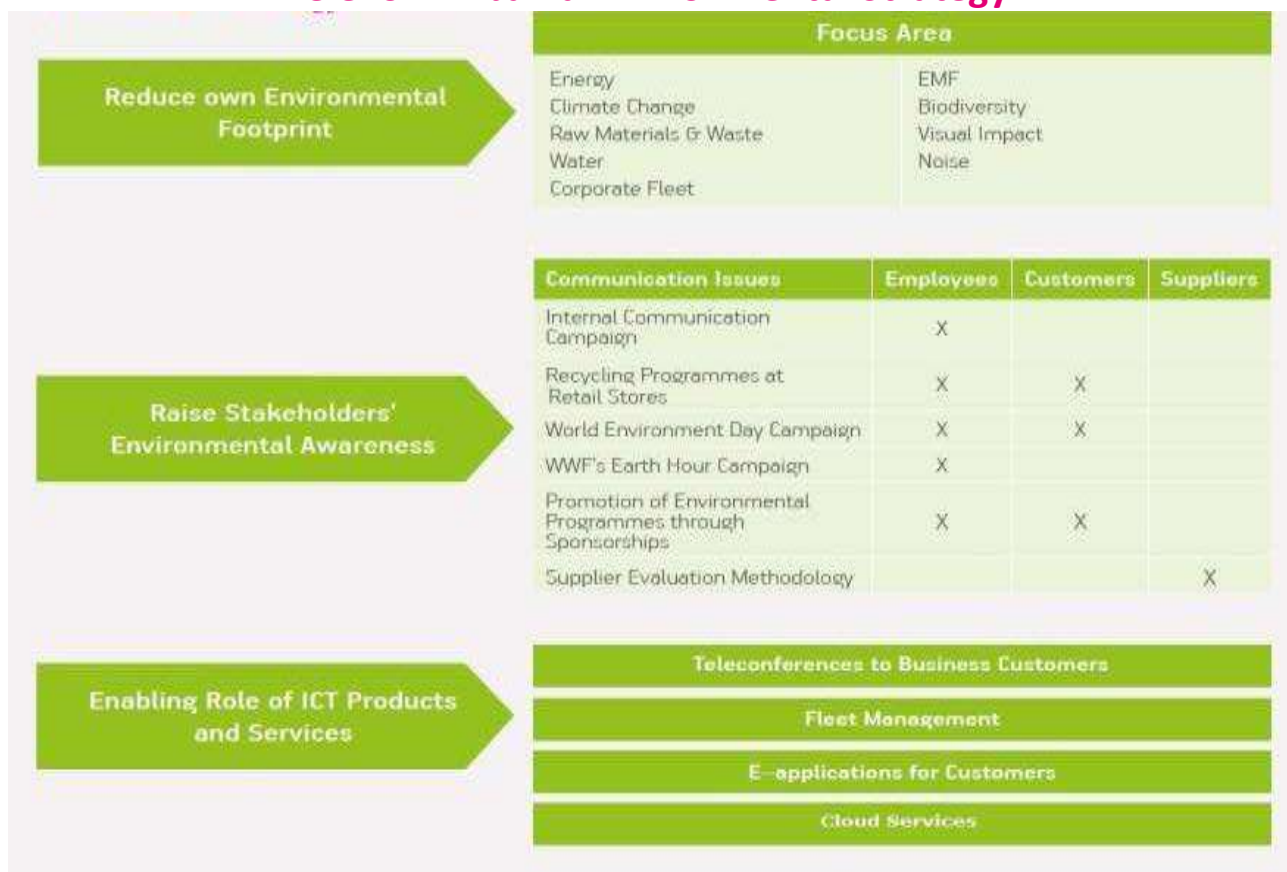 Focus Area
Reduce own Environmental
Footprint
Energy
Climate Change
Raw Materials & Waste
Water
Corporate Fleet
EMF
Biodiversity
Visual Impact
Noise
Communication Issues Employees Customers Suppliers
Raise Stakeholders'
Environmental Awareness
Internal Communication
Campaign X
Recycling Programmes at
Retail Stores X X
World Environment Day Campaign X X
WWF's Earth Hour Campaign X
Promotion of Environmental
Programmes through
Sponsorships X X
Supplier Evaluation Methodology X
Enabling Role of ICT Products
and Services
Teleconferences to Business Customers
Fleet Management
E-applications for Customers
Cloud Services